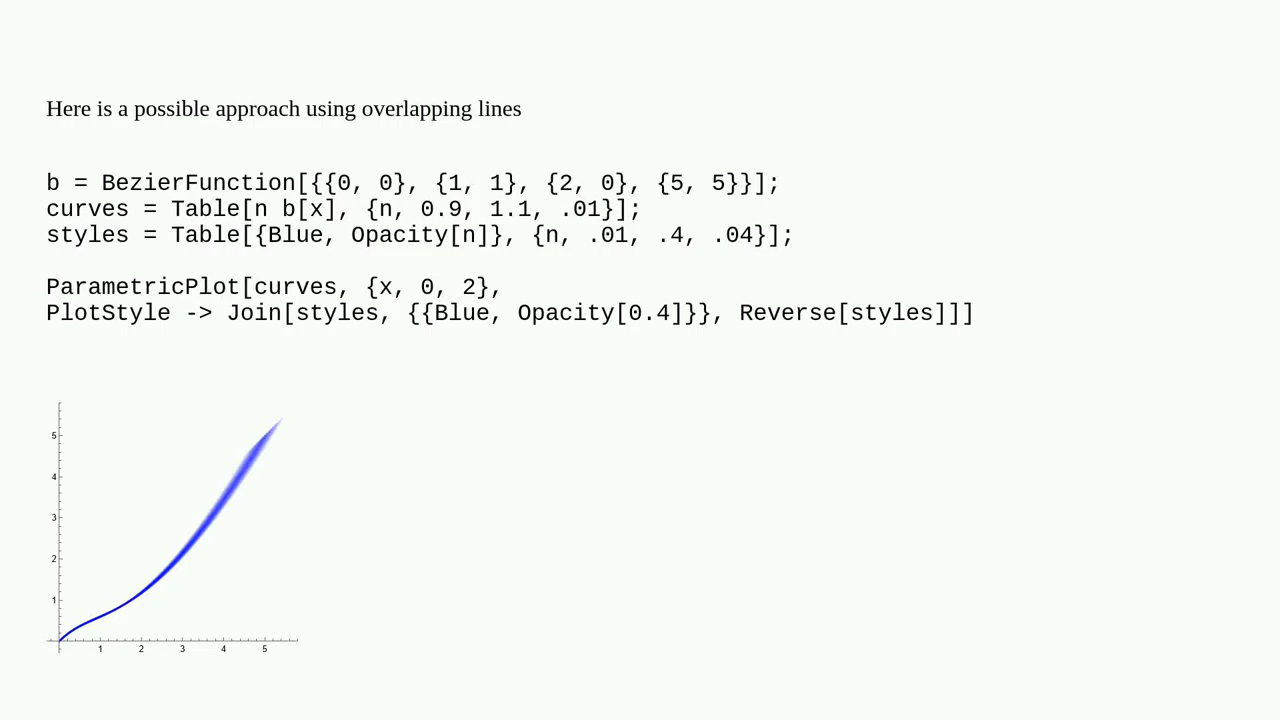 Here is a possible approach using overlapping lines
b = BezierFunction[{{0, 0}, {1, 1}, {2, 0}, {5, 5}}];
curves = Table[n b[x], {n, 0.9, 1.1, .01}];
styles = Table[{Blue, Opacity[n]}, {n, .01, .4, .04}];
ParametricPlot[curves, {x, 0, 2},
PlotStyle -> Join[styles, {{Blue, Opacity[0.4]}}, Reverse[styles]]]
5
4
3
2
1
1 2 3 4 5